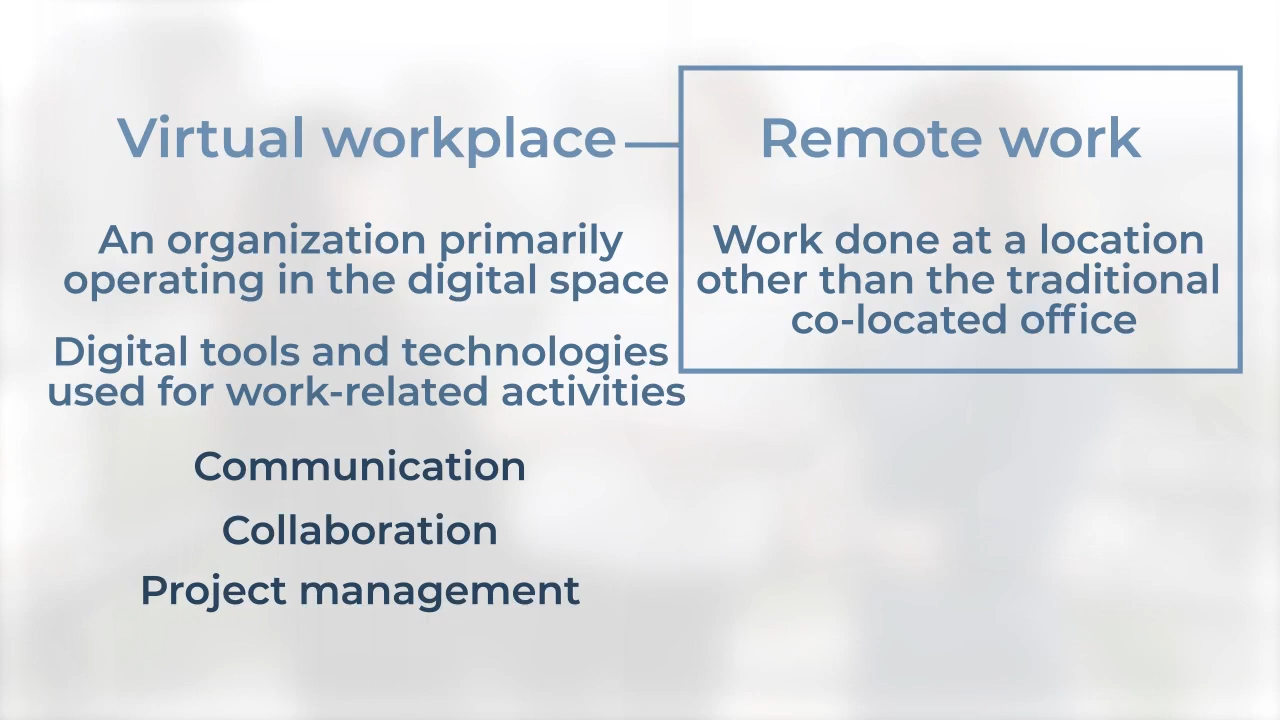 Virtual workplace
An organization primarily
operating in the digital space
Digital tools and technologies
used for work-related activities
Communication
Collaboration
Project management
Remote work
Work done at a location
other than the traditional
co-located office